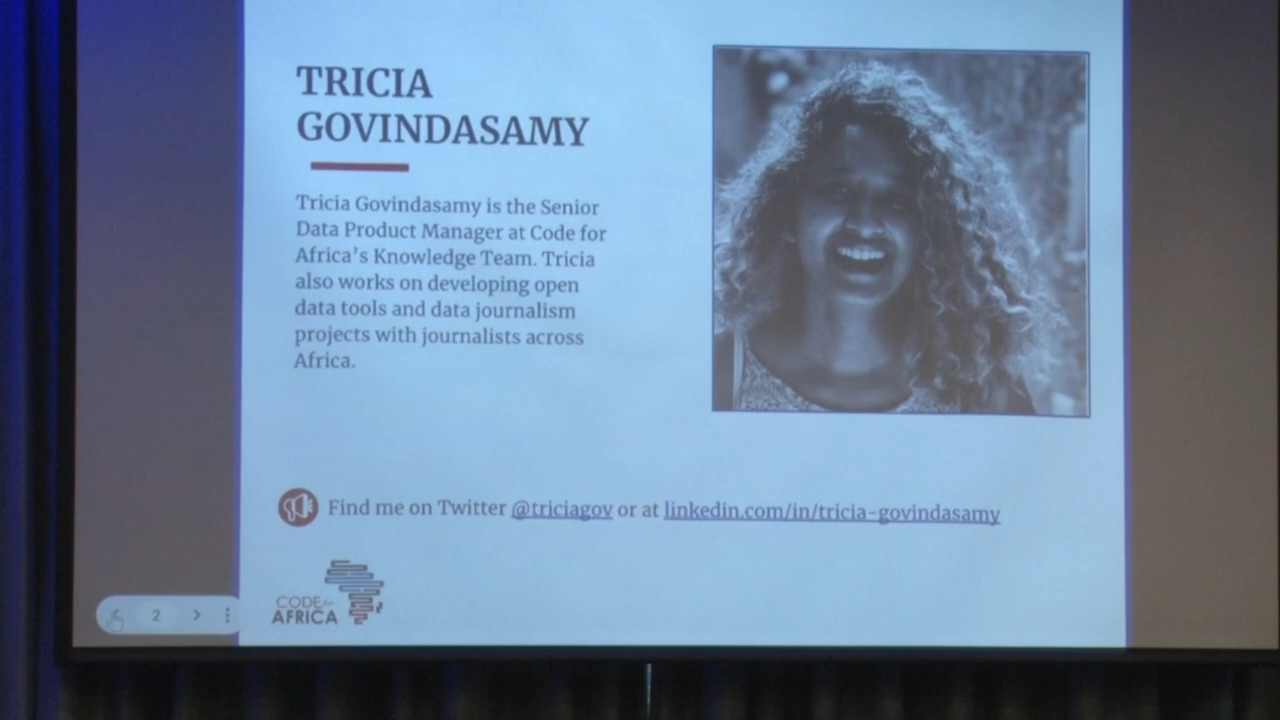 TRICIA
GOVINDASAMY
Tricia Govindasamy is the Senior
Data Product Manager at Code for
Africa's Knowledge Team. Tricia
also works on developing open
data tools and data journalism
projects with journalists across
Africa.
Find me on Twitter @triciagov or at linkedin.com/in/tricia-govindasamy
CODE for
AFRICA
2